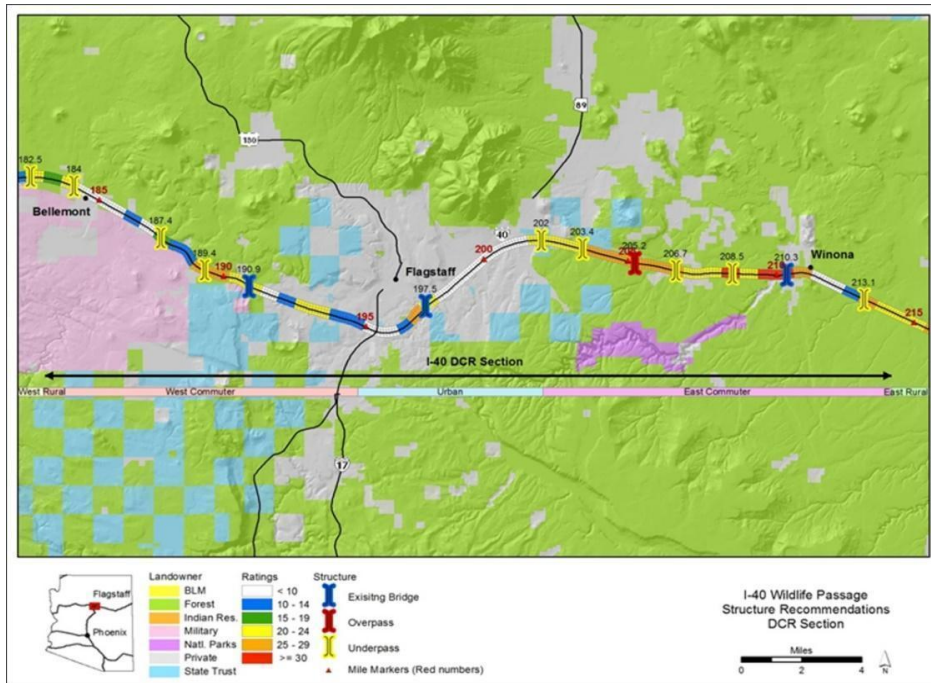 89
180
182.5
184
185
Bellemont
187.4
189.4
190
190.9
Flagstaff
197.5
195
40
200
202
203.4
205.2
206.7
208.5
210.3
Winona
213.1
215
I-40 DCR Section
West Rural West Commuter Urban East Commuter East Rural
17
Flagstaff
Phoenix
Landowner
BLM
Forest
Indian Res.
Military
Natl. Parks
Private
State Trust
Ratings
< 10
10 - 14
15 - 19
20 - 24
25 - 29
>= 30
Structure
Exisitng Bridge
Overpass
Underpass
Mile Markers (Red numbers)
I-40 Wildlife Passage
Structure Recommendations
DCR Section
Miles
0 1 2 4
N